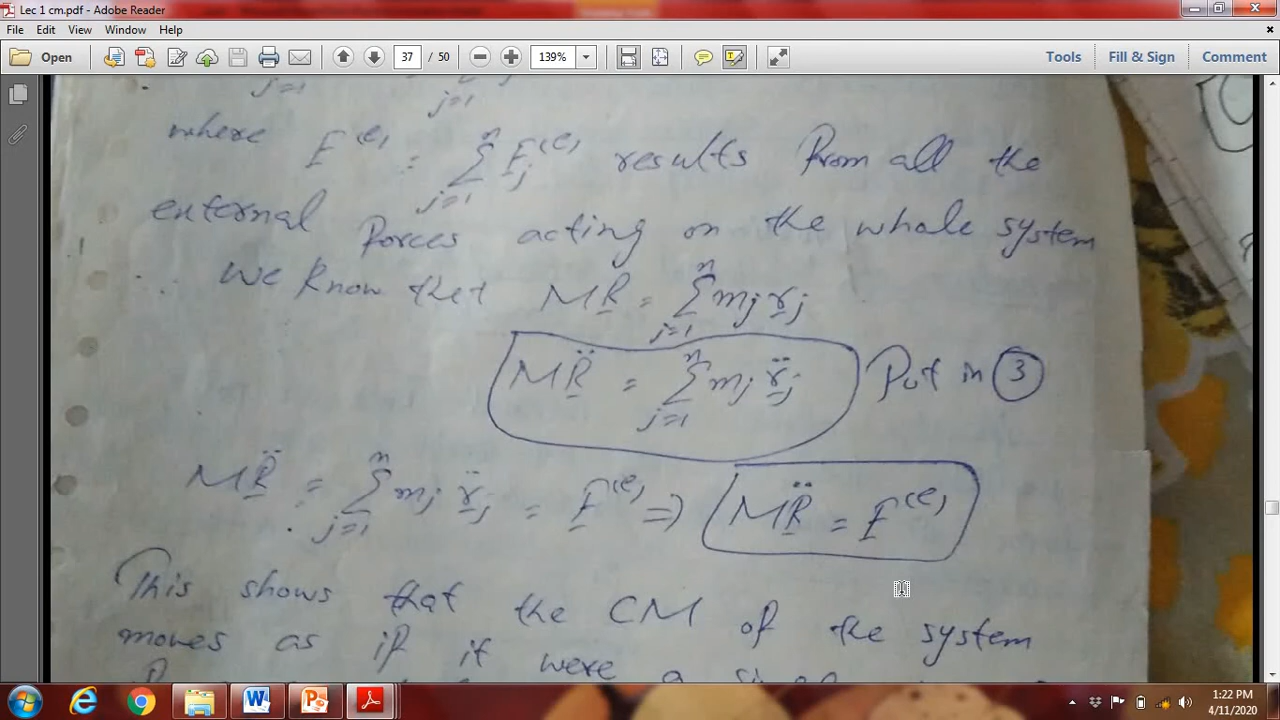 Lec 1 cm.pdf - Adobe Reader
File Edit View Window Help
Open 37 / 50 139% Tools Fill & Sign Comment
j=1 j=1
where F^(e) = Σ_{j=1}^{n} F_j^(e) results from all the
external forces acting on the whole system
∴ We know that MR = Σ_{j=1}^{n} m_j r_j
MR̈ = Σ_{j=1}^{n} m_j r̈_j Put in ③
MR̈ = Σ_{j=1}^{n} m_j r̈_j = F^(e) ⇒ MR̈ = F^(e)
This shows that the CM of the system
moves as if it were a
1:22 PM
4/11/2020